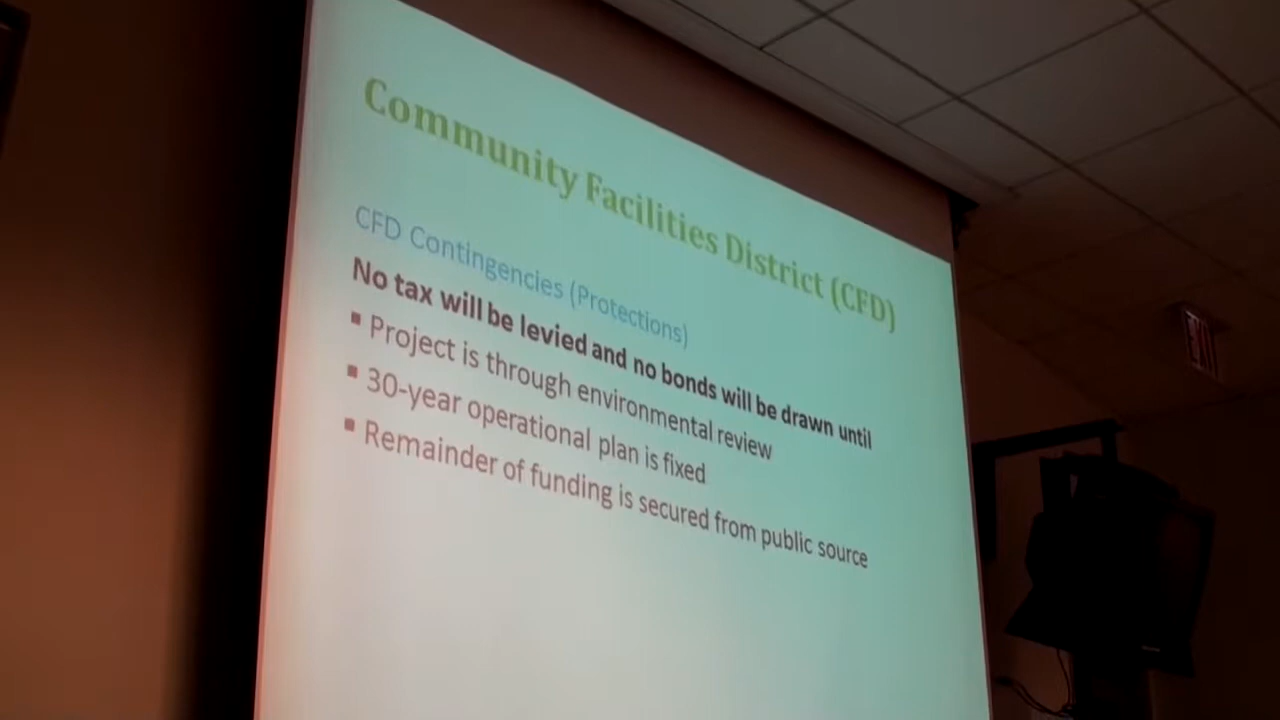 Community Facilities District (CFD)
CFD Contingencies (Protections)
No tax will be levied and no bonds will be drawn until
▪ Project is through environmental review
▪ 30-year operational plan is fixed
▪ Remainder of funding is secured from public source
EXIT